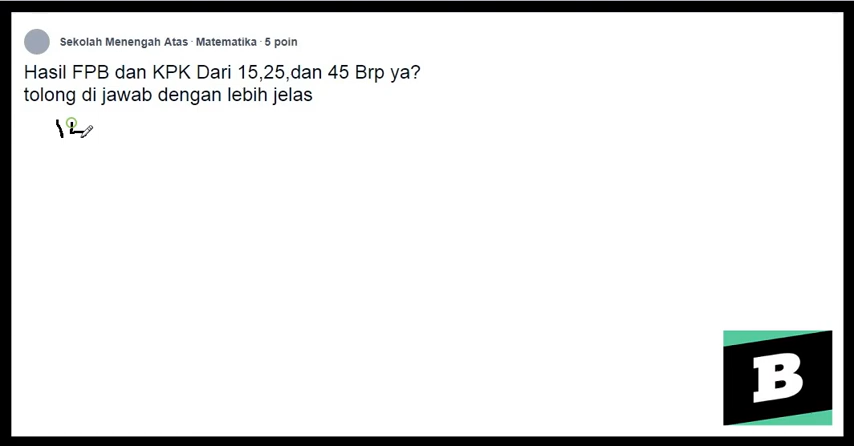 Sekolah Menengah Atas · Matematika · 5 poin
Hasil FPB dan KPK Dari 15,25,dan 45 Brp ya?
tolong di jawab dengan lebih jelas
B